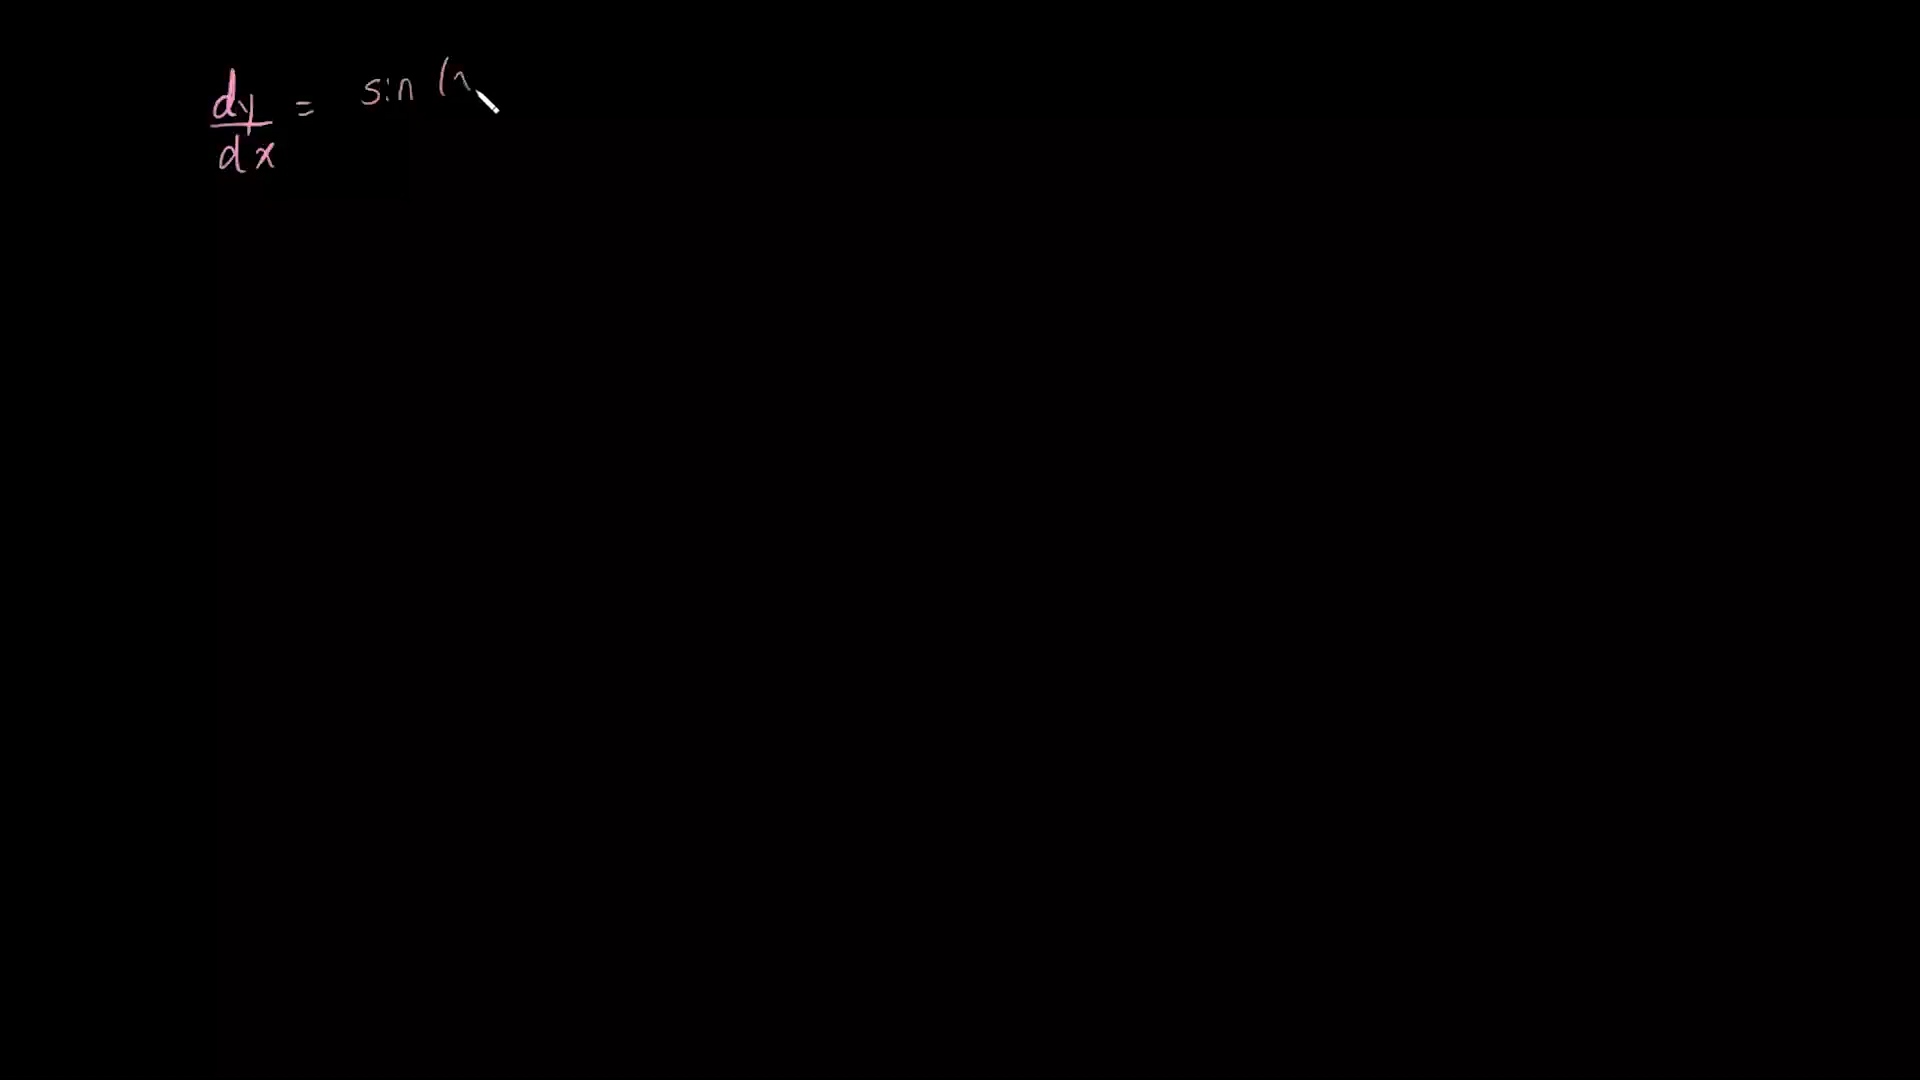 dy/dx = sin (